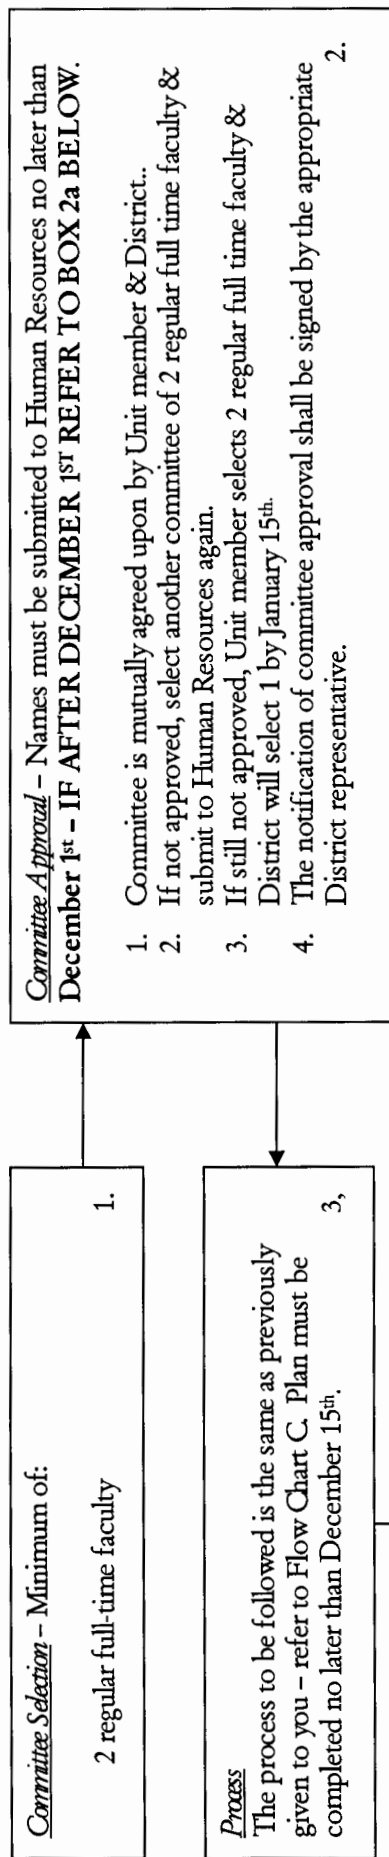 Committee Selection – Minimum of:
2 regular full-time faculty
1.
Committee Approval – Names must be submitted to Human Resources no later than
December 1st – IF AFTER DECEMBER 1ST REFER TO BOX 2a BELOW.
1. Committee is mutually agreed upon by Unit member & District..
2. If not approved, select another committee of 2 regular full time faculty &
submit to Human Resources again.
3. If still not approved, Unit member selects 2 regular full time faculty &
District will select 1 by January 15th.
4. The notification of committee approval shall be signed by the appropriate
District representative.
2.
Process
The process to be followed is the same as previously
given to you – refer to Flow Chart C. Plan must be
completed no later than December 15th.
3,